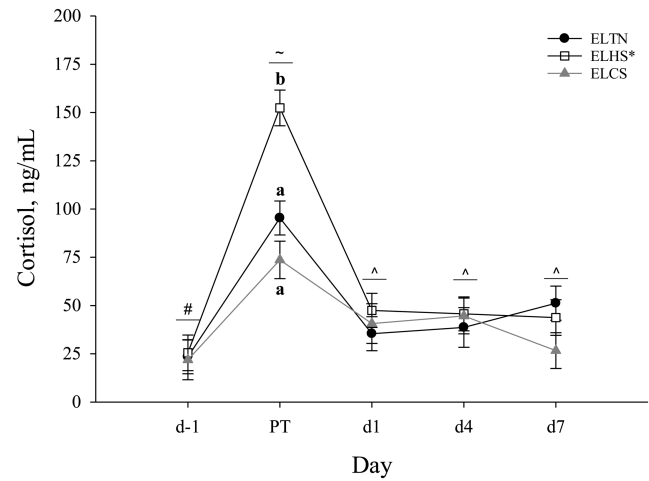 200
175
150
125
100
75
50
25
0
Cortisol, ng/mL
ELTN
ELHS*
ELCS
~
b
a
a
#
^
^
^
d-1 PT d1 d4 d7
Day